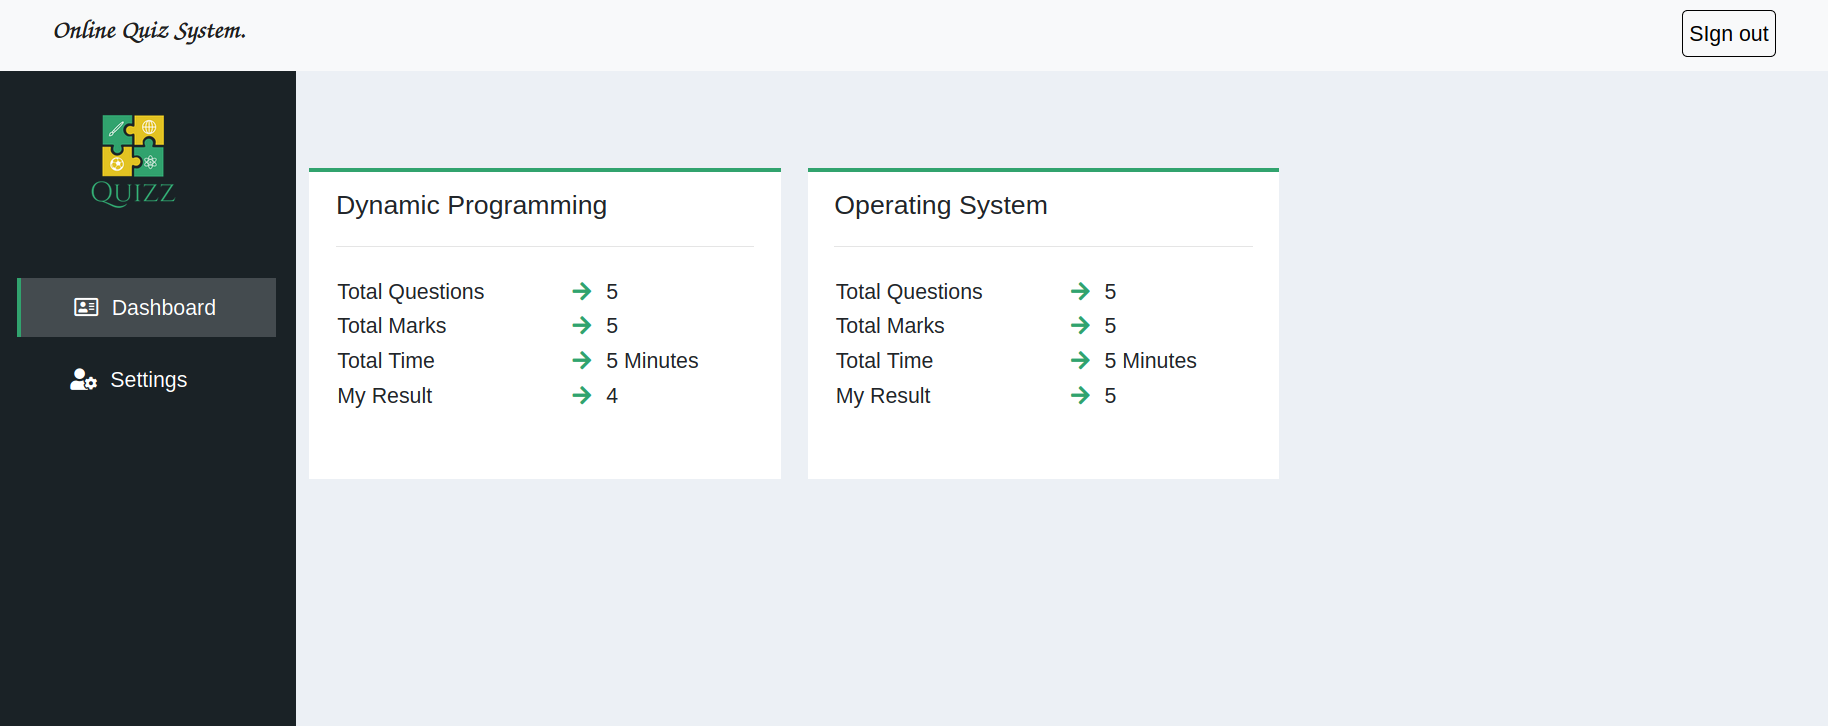 Online Quiz System.
SIgn out
QUIZZ
Dashboard
Settings
Dynamic Programming
Total Questions 5
Total Marks 5
Total Time 5 Minutes
My Result 4
Operating System
Total Questions 5
Total Marks 5
Total Time 5 Minutes
My Result 5